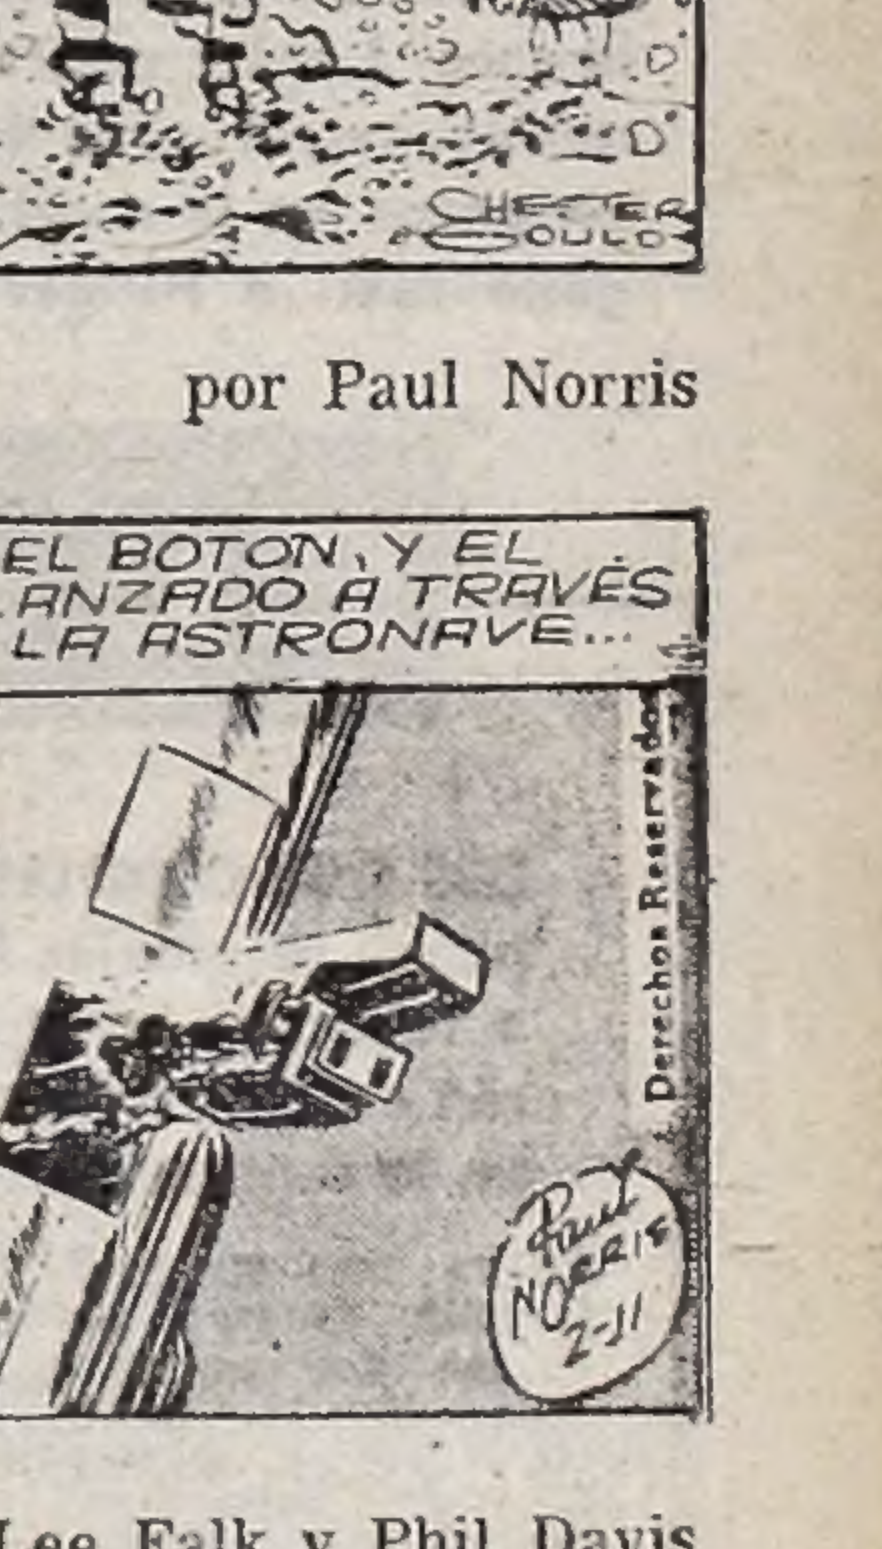 CHESTER
GOULD
por Paul Norris
EL BOTON, Y EL
LANZADO A TRAVÉS
LA ASTRONAVE...
Derechos Reservados
PAUL
NORRIS
2-11
Lee Falk y Phil Davis